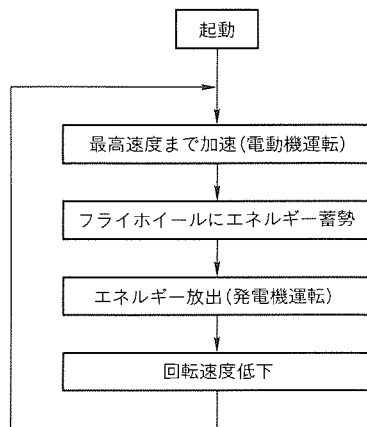 起動
最高速度まで加速(電動機運転)
フライホイールにエネルギー蓄勢
エネルギー放出(発電機運転)
回転速度低下